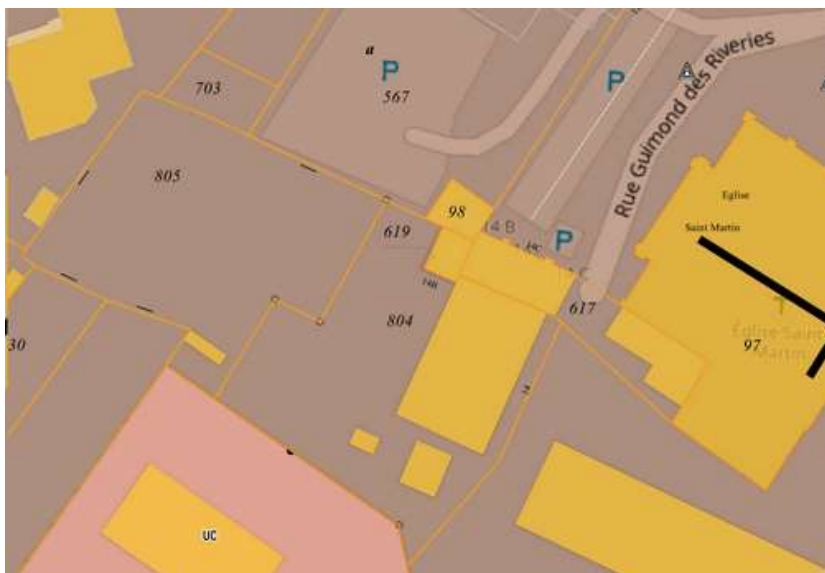 a
P
567
703
P
Rue Guimond des Riveries
805
98
619
14 B
P
Eglise
Saint Martin
617
804
30
97
Église Saint-
Martin
UC